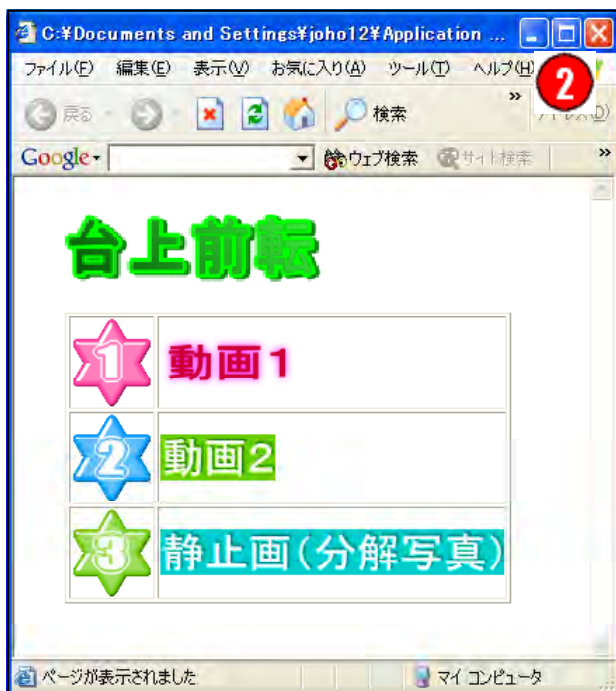 C:¥Documents and Settings¥joho12¥Application ...
ファイル(F) 編集(E) 表示(V) お気に入り(A) ツール(T) ヘルプ(H)
2
戻る 検索 »
Google ウェブ検索 サイト検索 »
台上前転
1 動画1
2 動画2
3 静止画(分解写真)
ページが表示されました マイ コンピュータ